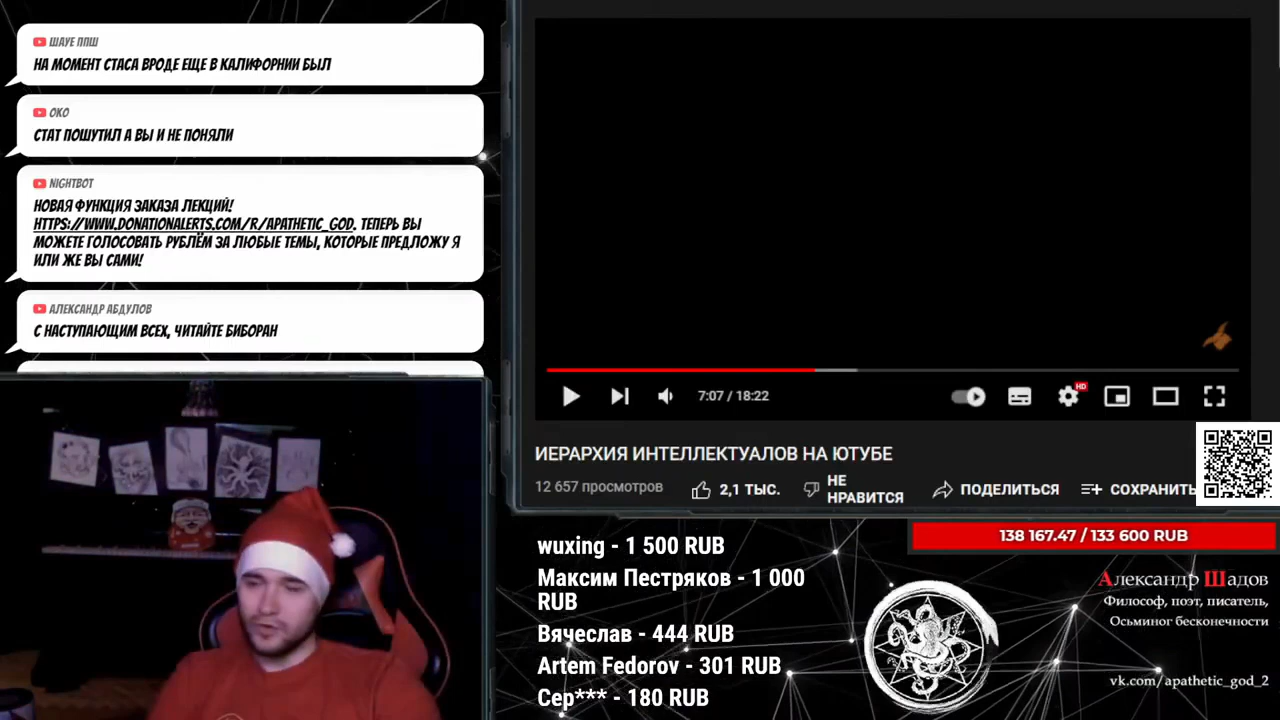 ШАУЕ ППШ
НА МОМЕНТ СТАСА ВРОДЕ ЕЩЕ В КАЛИФОРНИИ БЫЛ
ОКО
СТАТ ПОШУТИЛ А ВЫ И НЕ ПОНЯЛИ
NIGHTBOT
НОВАЯ ФУНКЦИЯ ЗАКАЗА ЛЕКЦИЙ!
HTTPS://WWW.DONATIONALERTS.COM/R/APATHETIC_GOD. ТЕПЕРЬ ВЫ
МОЖЕТЕ ГОЛОСОВАТЬ РУБЛЁМ ЗА ЛЮБЫЕ ТЕМЫ, КОТОРЫЕ ПРЕДЛОЖУ Я
ИЛИ ЖЕ ВЫ САМИ!
АЛЕКСАНДР АБДУЛОВ
С НАСТУПАЮЩИМ ВСЕХ, ЧИТАЙТЕ БИБОРАН
7:07 / 18:22
HD
ИЕРАРХИЯ ИНТЕЛЛЕКТУАЛОВ НА ЮТУБЕ
12 657 просмотров
2,1 ТЫС.
НЕ
НРАВИТСЯ
ПОДЕЛИТЬСЯ
СОХРАНИТЬ
138 167.47 / 133 600 RUB
wuxing - 1 500 RUB
Максим Пестряков - 1 000
RUB
Вячеслав - 444 RUB
Artem Fedorov - 301 RUB
Сер*** - 180 RUB
Александр Шадов
Философ, поэт, писатель,
Осьминог бесконечности
vk.com/apathetic_god_2